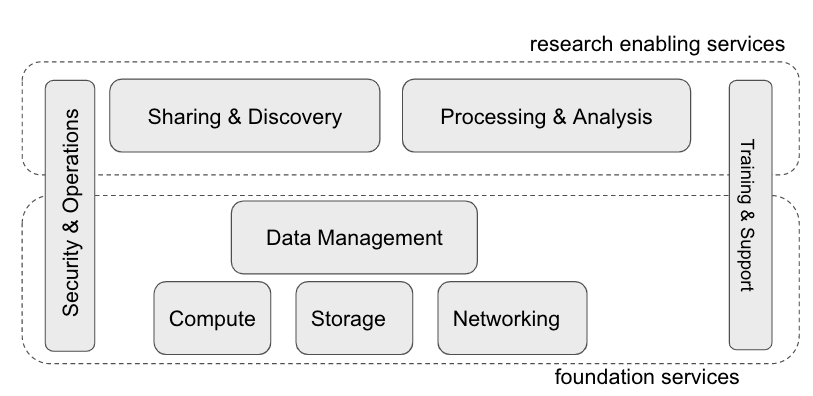 research enabling services
Security & Operations
Sharing & Discovery
Processing & Analysis
Training & Support
Data Management
Compute
Storage
Networking
foundation services